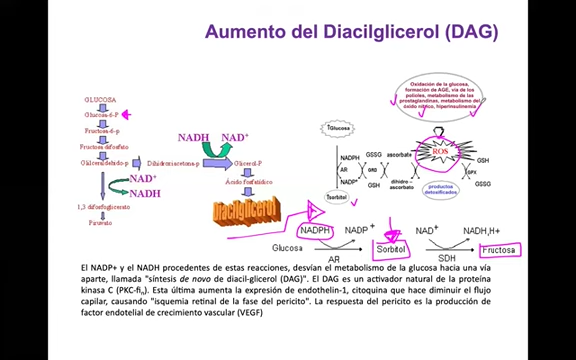 Aumento del Diacilglicerol (DAG)
Oxidación de la glucosa,
formación de AGE, vía de los
polioles, metabolismo de las
prostaglandinas, metabolismo del
óxido nítrico, hiperinsulinemia
GLUCOSA
Glucosa-6-P
Fructosa-6-p
Fructosa difosfato
Gliceraldehido-p
Dihidroxiacetona-p
Glicerol-P
NADH
NAD+
Ácido fosfatídico
Diacilglicerol
NAD+
NADH
1,3 difosfoglicerato
Piruvato
↑Glucosa
NADPH
AR
NADP+
↑sorbitol
GSSG
GRD
GSH
ascorbate
dihidro –
ascorbato
ROS
productos
detoxificados
GSH
GPX
GSSG
NADPH
NADP +
NAD+
NADH,H+
Glucosa
Sorbitol
Fructosa
AR
SDH
El NADP+ y el NADH procedentes de estas reacciones, desvían el metabolismo de la glucosa hacia una vía
aparte, llamada "síntesis de novo de diacil-glicerol (DAG)". El DAG es un activador natural de la proteína
kinasa C (PKC-fin). Esta última aumenta la expresión de endothelin-1, citoquina que hace diminuir el flujo
capilar, causando "isquemia retinal de la fase del pericito". La respuesta del pericito es la producción de
factor endotelial de crecimiento vascular (VEGF)